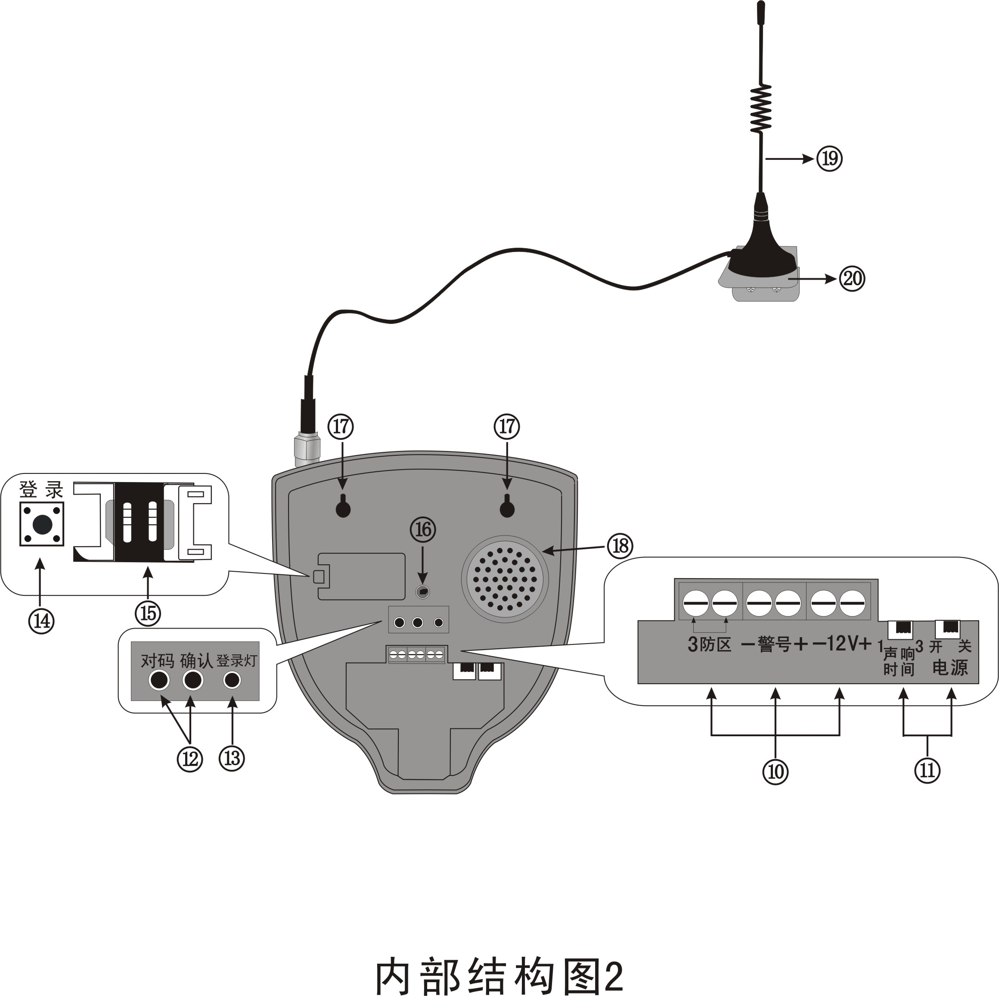 ⑲
⑳
⑰ ⑰
登 录
⑯
⑱
⑭ ⑮
3防区 －警号＋ －12V＋ 1声响时间3 开 关 电源
对码 确认 登录灯
⑫ ⑬ ⑩ ⑪
内部结构图2